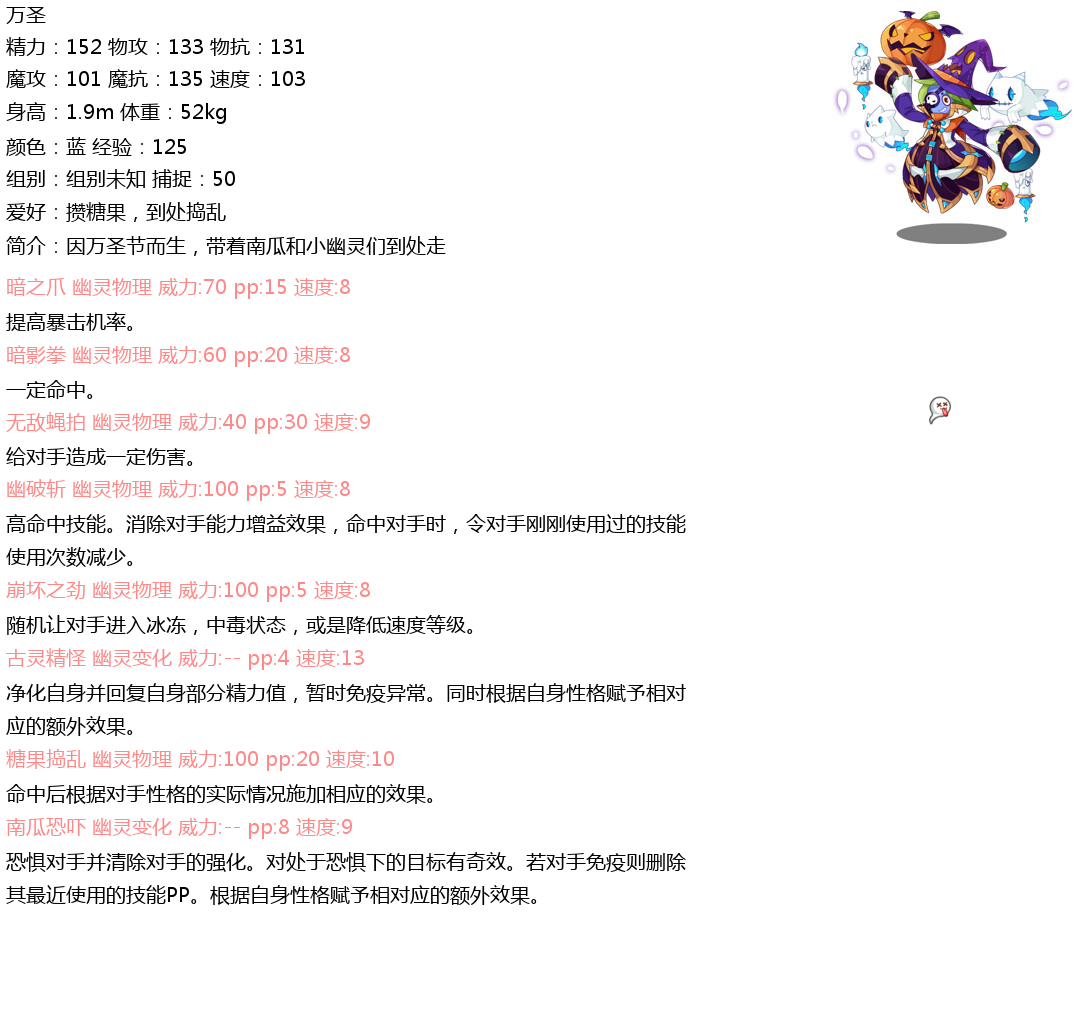 万圣
精力：152 物攻：133 物抗：131
魔攻：101 魔抗：135 速度：103
身高：1.9m 体重：52kg
颜色：蓝 经验：125
组别：组别未知 捕捉：50
爱好：攒糖果，到处捣乱
简介：因万圣节而生，带着南瓜和小幽灵们到处走
暗之爪 幽灵物理 威力:70 pp:15 速度:8
提高暴击机率。
暗影拳 幽灵物理 威力:60 pp:20 速度:8
一定命中。
无敌蝇拍 幽灵物理 威力:40 pp:30 速度:9
给对手造成一定伤害。
幽破斩 幽灵物理 威力:100 pp:5 速度:8
高命中技能。消除对手能力增益效果，命中对手时，令对手刚刚使用过的技能
使用次数减少。
崩坏之劲 幽灵物理 威力:100 pp:5 速度:8
随机让对手进入冰冻，中毒状态，或是降低速度等级。
古灵精怪 幽灵变化 威力:-- pp:4 速度:13
净化自身并回复自身部分精力值，暂时免疫异常。同时根据自身性格赋予相对
应的额外效果。
糖果捣乱 幽灵物理 威力:100 pp:20 速度:10
命中后根据对手性格的实际情况施加相应的效果。
南瓜恐吓 幽灵变化 威力:-- pp:8 速度:9
恐惧对手并清除对手的强化。对处于恐惧下的目标有奇效。若对手免疫则删除
其最近使用的技能PP。根据自身性格赋予相对应的额外效果。